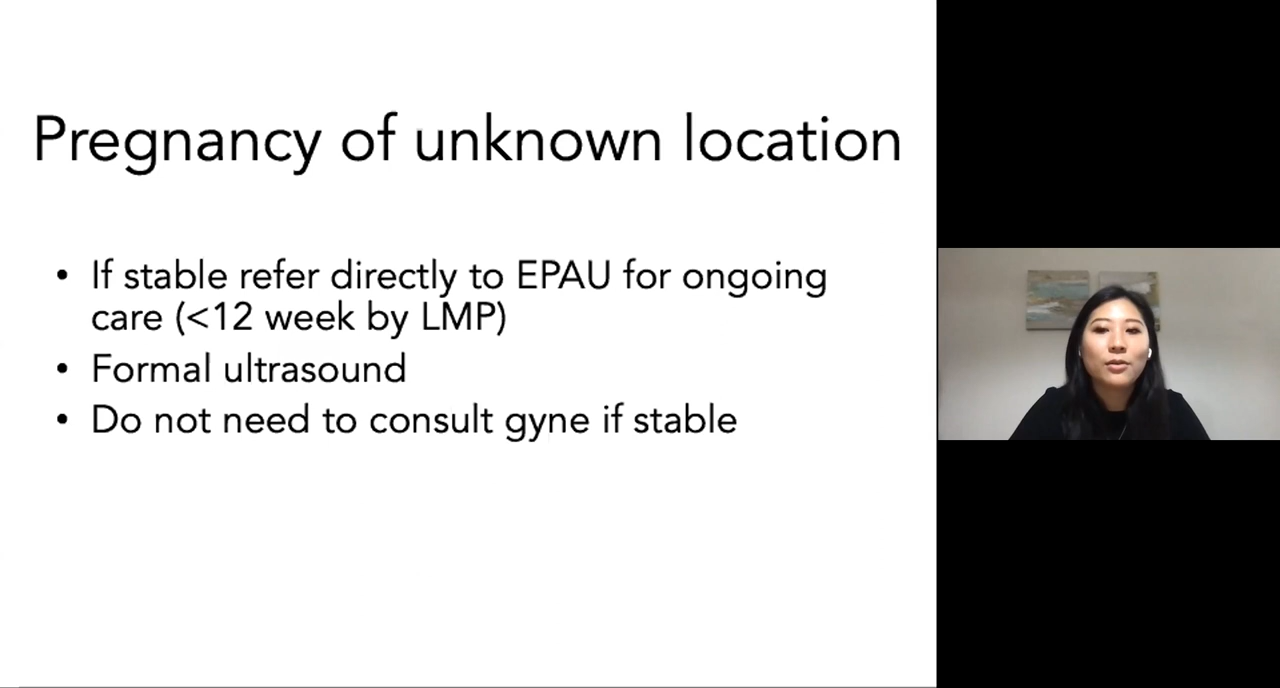 Pregnancy of unknown location
• If stable refer directly to EPAU for ongoing
care (<12 week by LMP)
• Formal ultrasound
• Do not need to consult gyne if stable